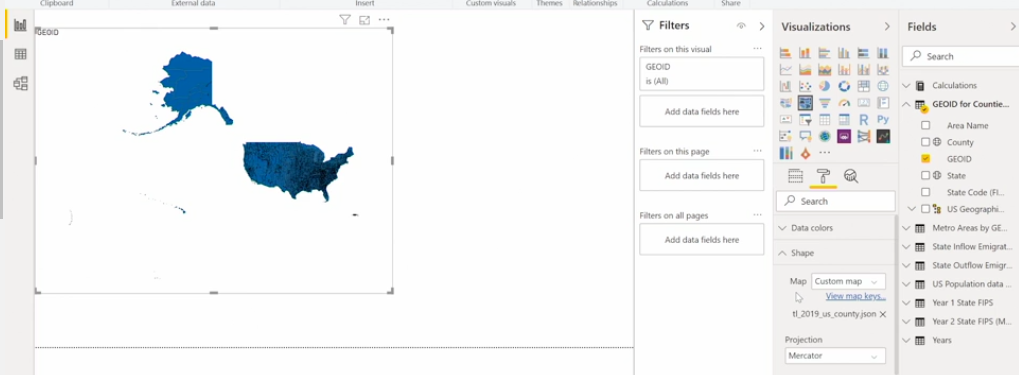 Clipboard
External data
Insert
Custom visuals
Themes
Relationships
Calculations
Share
GEOID
Filters
Filters on this visual
GEOID
is (All)
Add data fields here
Filters on this page
Add data fields here
Filters on all pages
Add data fields here
Visualizations
R
Py
Search
Data colors
Shape
Map
Custom map
View map keys...
tl_2019_us_county.json
Projection
Mercator
Fields
Search
Calculations
GEOID for Countie...
Area Name
County
GEOID
State
State Code (FI...
US Geographi...
Metro Areas by GE...
State Inflow Emigrat...
State Outflow Emigr...
US Population data ...
Year 1 State FIPS
Year 2 State FIPS (M...
Years